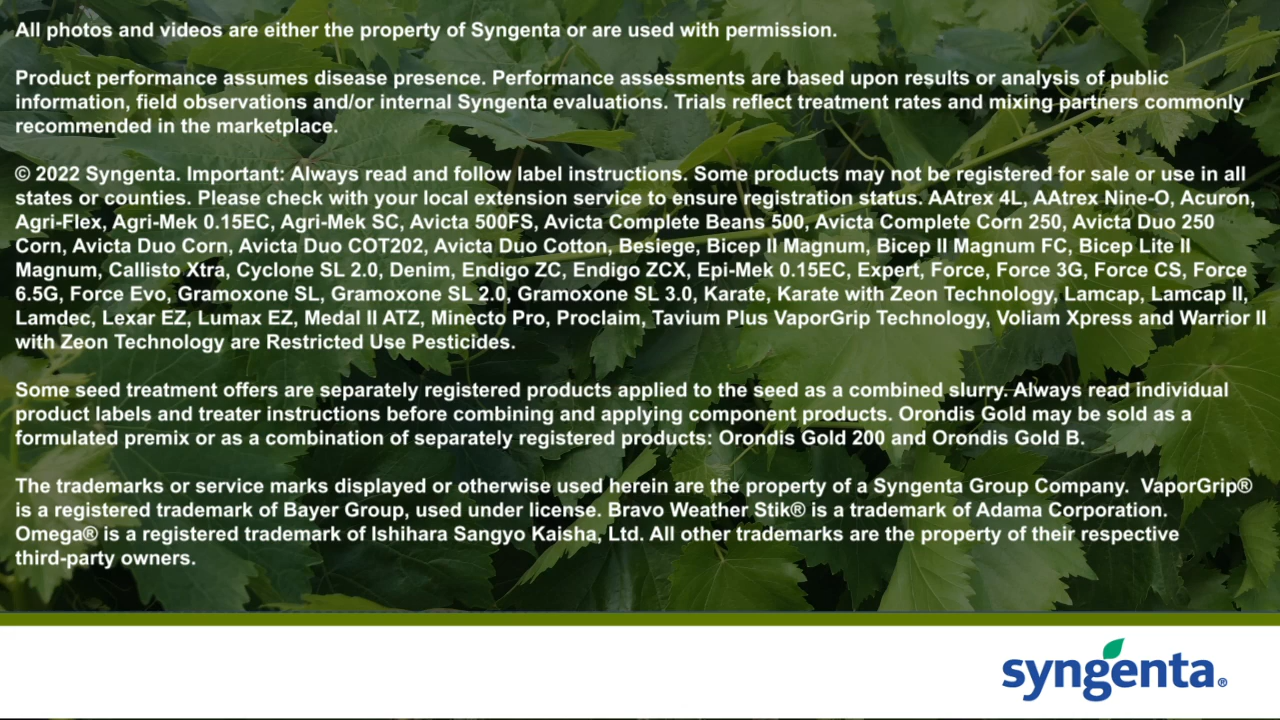 All photos and videos are either the property of Syngenta or are used with permission.
Product performance assumes disease presence. Performance assessments are based upon results or analysis of public
information, field observations and/or internal Syngenta evaluations. Trials reflect treatment rates and mixing partners commonly
recommended in the marketplace.
© 2022 Syngenta. Important: Always read and follow label instructions. Some products may not be registered for sale or use in all
states or counties. Please check with your local extension service to ensure registration status. AAtrex 4L, AAtrex Nine-O, Acuron,
Agri-Flex, Agri-Mek 0.15EC, Agri-Mek SC, Avicta 500FS, Avicta Complete Beans 500, Avicta Complete Corn 250, Avicta Duo 250
Corn, Avicta Duo Corn, Avicta Duo COT202, Avicta Duo Cotton, Besiege, Bicep II Magnum, Bicep II Magnum FC, Bicep Lite II
Magnum, Callisto Xtra, Cyclone SL 2.0, Denim, Endigo ZC, Endigo ZCX, Epi-Mek 0.15EC, Expert, Force, Force 3G, Force CS, Force
6.5G, Force Evo, Gramoxone SL, Gramoxone SL 2.0, Gramoxone SL 3.0, Karate, Karate with Zeon Technology, Lamcap, Lamcap II,
Lamdec, Lexar EZ, Lumax EZ, Medal II ATZ, Minecto Pro, Proclaim, Tavium Plus VaporGrip Technology, Voliam Xpress and Warrior II
with Zeon Technology are Restricted Use Pesticides.
Some seed treatment offers are separately registered products applied to the seed as a combined slurry. Always read individual
product labels and treater instructions before combining and applying component products. Orondis Gold may be sold as a
formulated premix or as a combination of separately registered products: Orondis Gold 200 and Orondis Gold B.
The trademarks or service marks displayed or otherwise used herein are the property of a Syngenta Group Company. VaporGrip®
is a registered trademark of Bayer Group, used under license. Bravo Weather Stik® is a trademark of Adama Corporation.
Omega® is a registered trademark of Ishihara Sangyo Kaisha, Ltd. All other trademarks are the property of their respective
third-party owners.
syngenta®